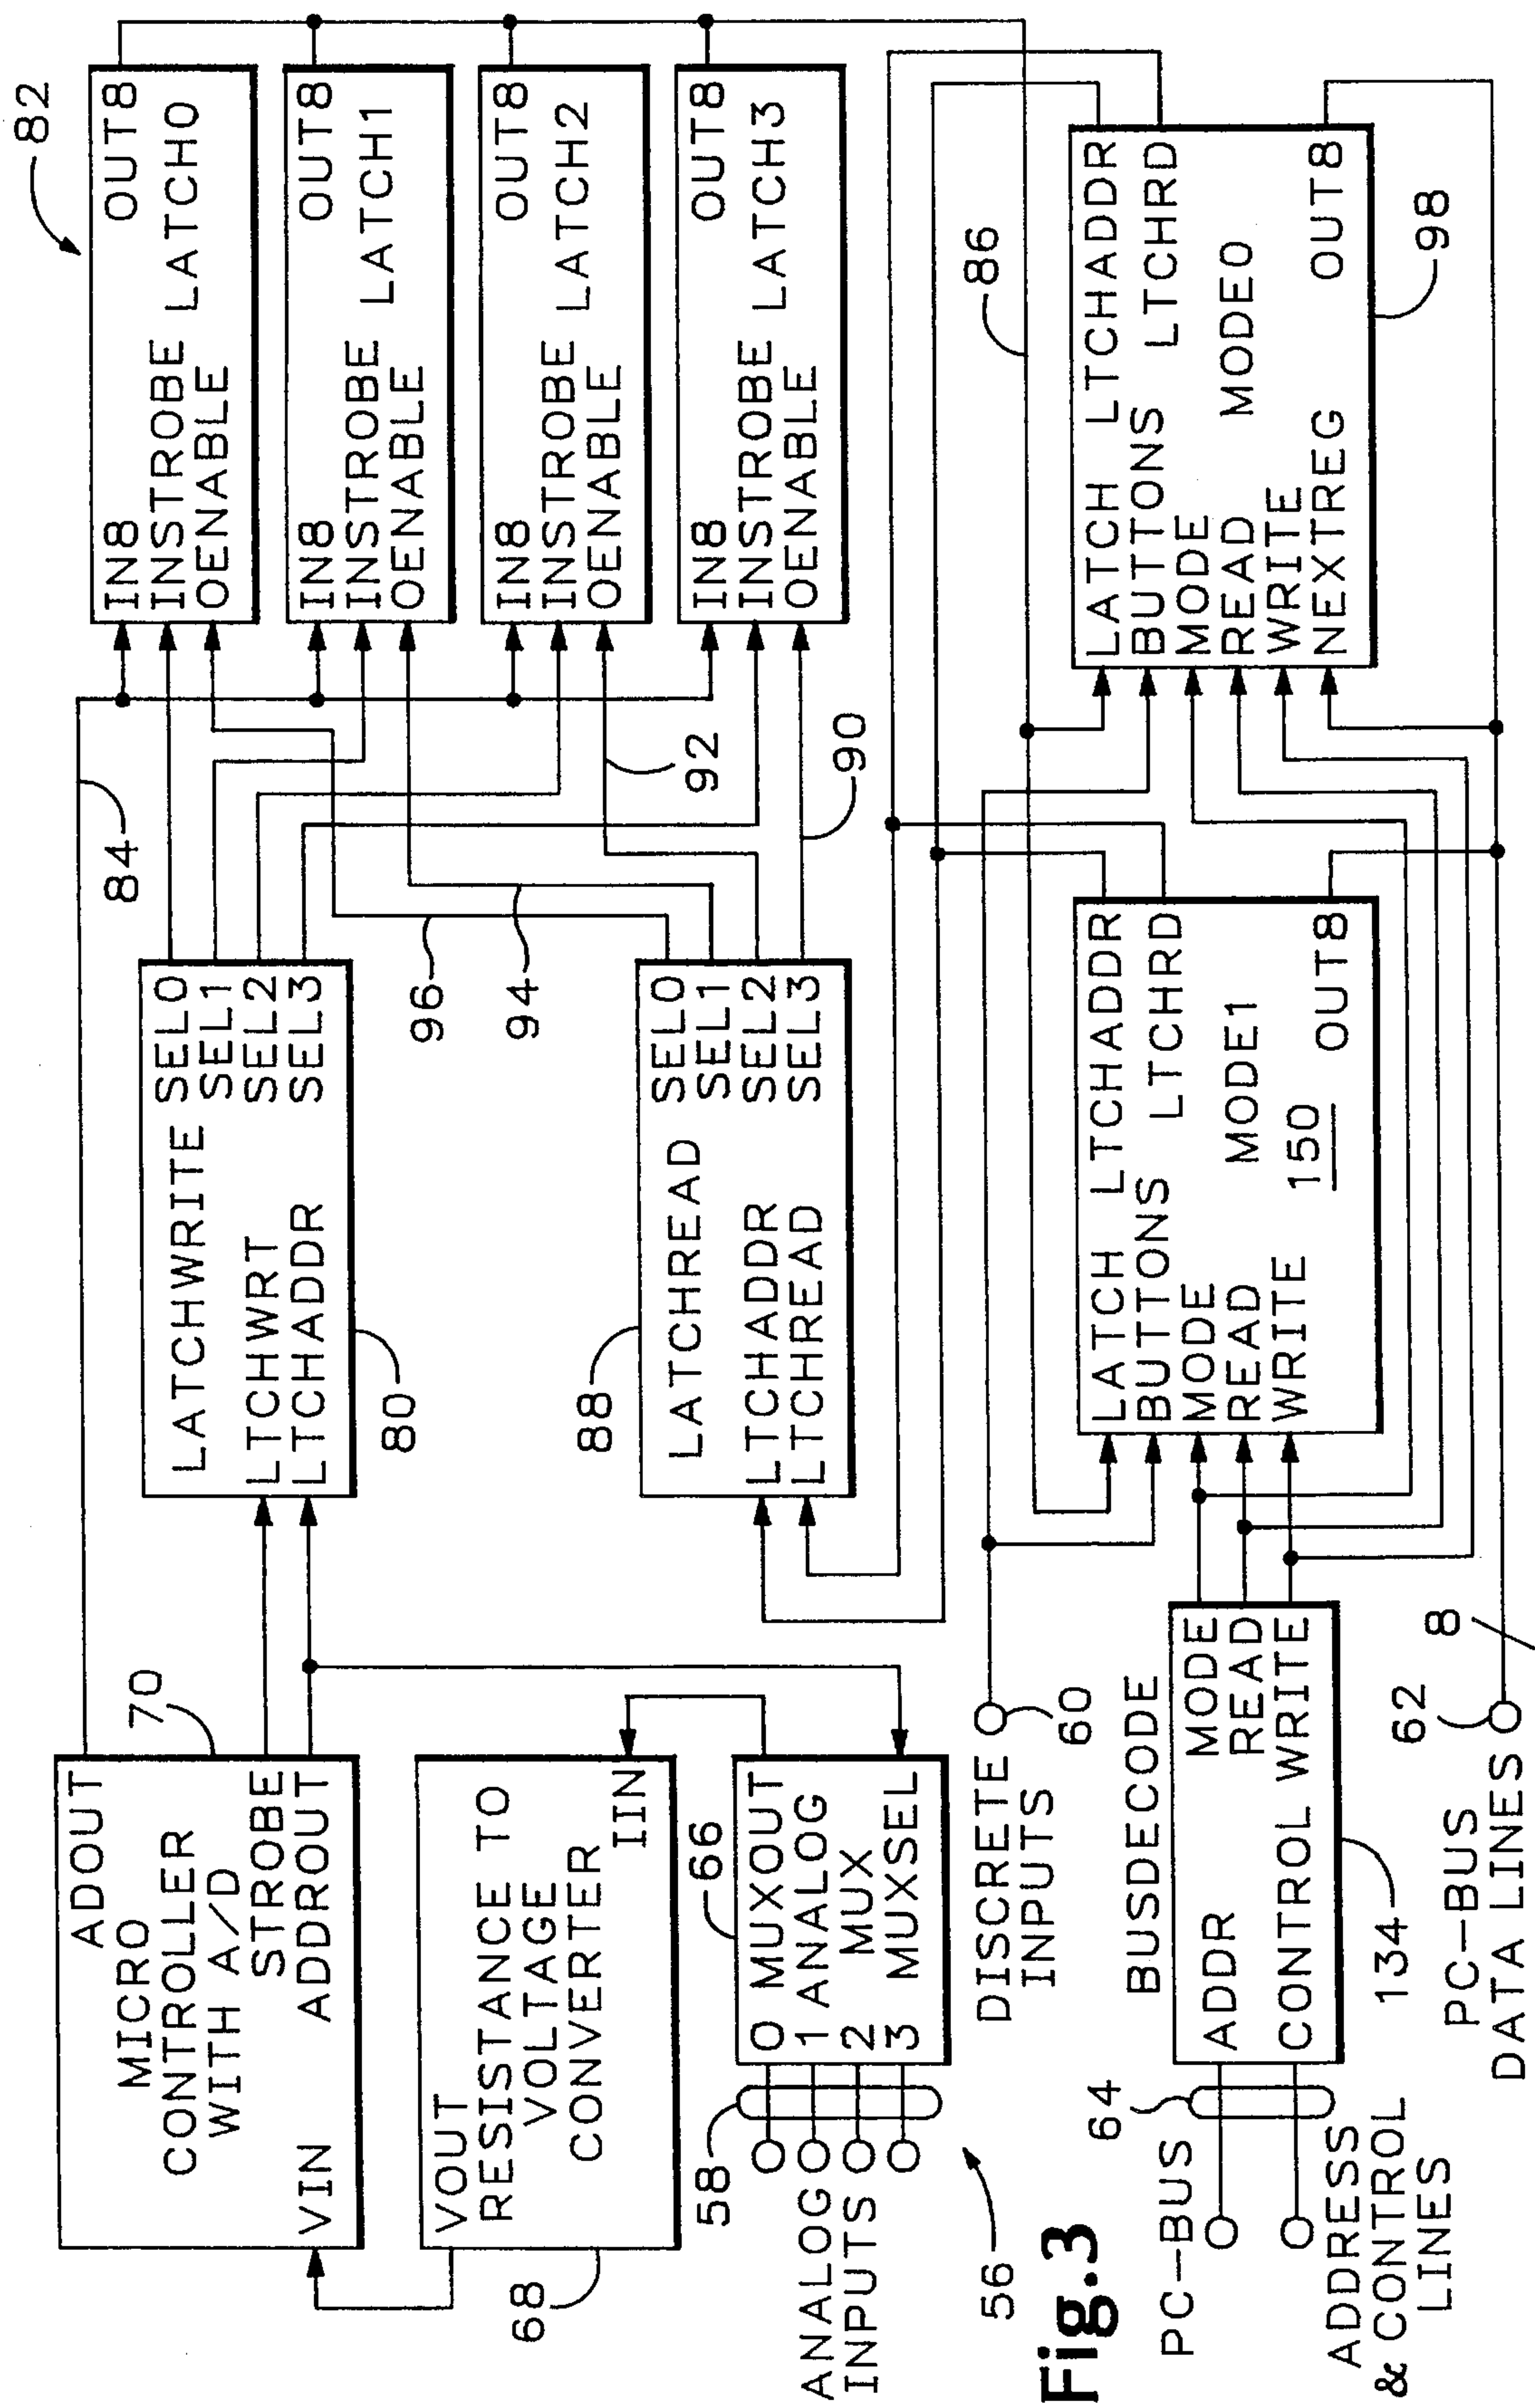 82
IN8 OUT8
INSTROBE LATCH0
OENABLE
IN8 OUT8
INSTROBE LATCH1
OENABLE
IN8 OUT8
INSTROBE LATCH2
OENABLE
IN8 OUT8
INSTROBE LATCH3
OENABLE
84
92
90
LATCHWRITE SEL0
SEL1
LTCHWRT SEL2
LTCHADDR SEL3
80
96
94
88
LATCHREAD SEL0
SEL1
LTCHADDR SEL2
LTCHREAD SEL3
ADOUT
MICRO
CONTROLLER
WITH A/D
STROBE
VIN ADDROUT
70
VOUT
RESISTANCE TO
VOLTAGE
CONVERTER
IIN
68
66
0 MUXOUT
1 ANALOG
2 MUX
3 MUXSEL
58
ANALOG
INPUTS
56
Fig.3
86
LATCH LTCHADDR
BUTTONS LTCHRD
MODE
READ MODE0
WRITE
NEXTREG OUT8
98
LATCH LTCHADDR
BUTTONS LTCHRD
MODE
READ MODE1
WRITE 150 OUT8
DISCRETE
INPUTS
60
BUSDECODE
ADDR MODE
READ
CONTROL WRITE
134
64
PC-BUS
ADDRESS
& CONTROL
LINES
PC-BUS
DATA LINES
62
8